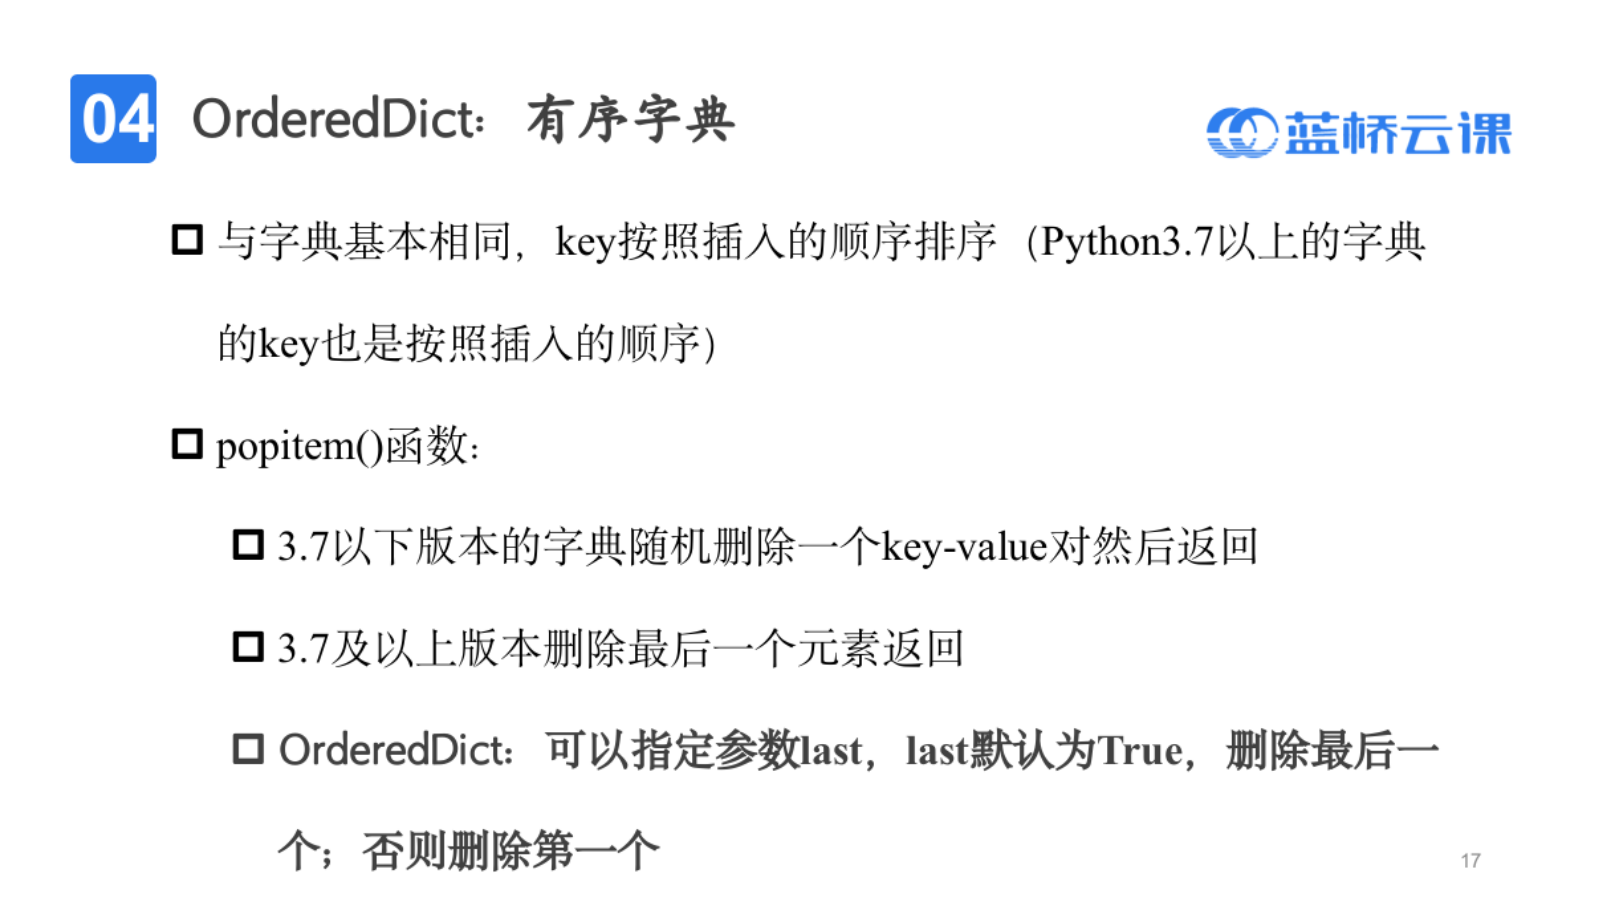 04 OrderedDict：有序字典
蓝桥云课
与字典基本相同，key按照插入的顺序排序（Python3.7以上的字典
的key也是按照插入的顺序）
popitem()函数：
3.7以下版本的字典随机删除一个key-value对然后返回
3.7及以上版本删除最后一个元素返回
OrderedDict：可以指定参数last，last默认为True，删除最后一
个；否则删除第一个
17